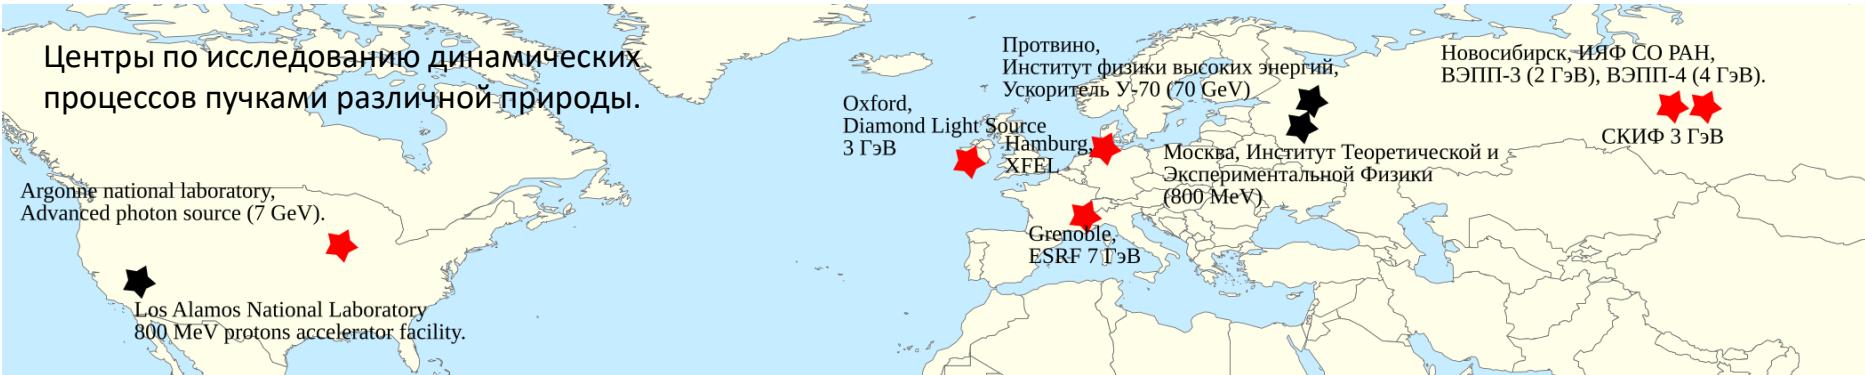 Центры по исследованию динамических
процессов пучками различной природы.
Argonne national laboratory,
Advanced photon source (7 GeV).
Los Alamos National Laboratory
800 MeV protons accelerator facility.
Oxford,
Diamond Light Source
3 ГэВ
Hamburg,
XFEL
Grenoble,
ESRF 7 ГэВ
Протвино,
Институт физики высоких энергий,
Ускоритель У-70 (70 GeV)
Москва, Институт Теоретической и
Экспериментальной Физики
(800 MeV)
Новосибирск, ИЯФ СО РАН,
ВЭПП-3 (2 ГэВ), ВЭПП-4 (4 ГэВ).
СКИФ 3 ГэВ